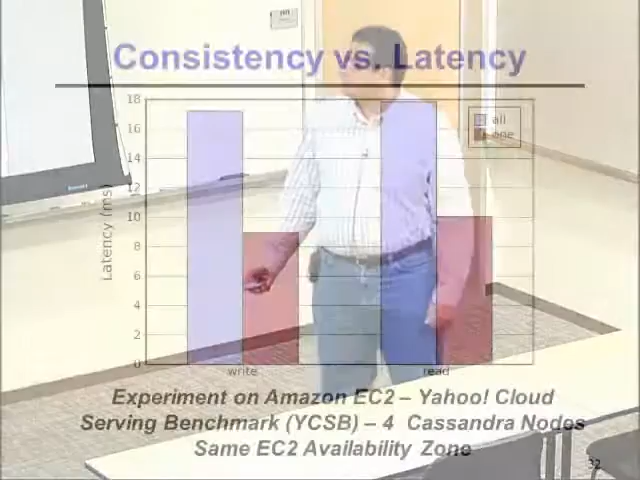 Consistency vs. Latency
18
16
14
12
10
8
6
4
2
0
Latency (ms)
all
one
write
read
Experiment on Amazon EC2 – Yahoo! Cloud
Serving Benchmark (YCSB) – 4 Cassandra Nodes
Same EC2 Availability Zone
32